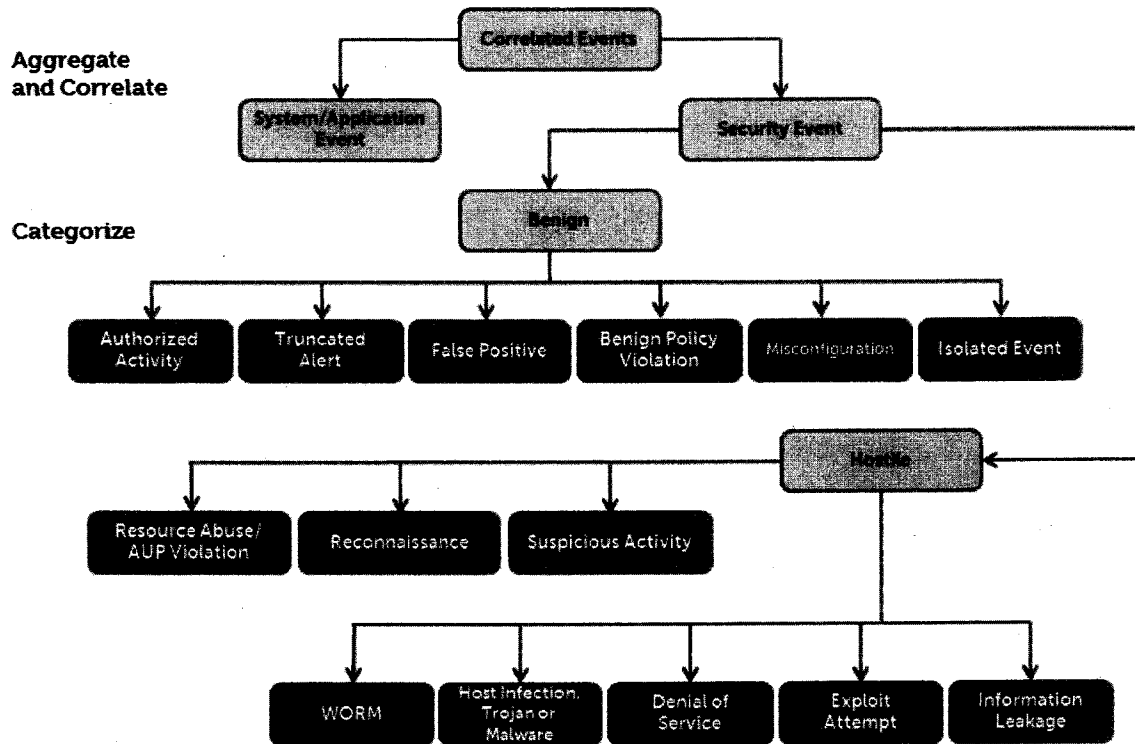 Correlated Events
Aggregate
and Correlate
System/Application
Event
Security Event
Benign
Categorize
Authorized
Activity
Truncated
Alert
False Positive
Benign Policy
Violation
Misconfiguration
Isolated Event
Hostile
Resource Abuse/
AUP Violation
Reconnaissance
Suspicious Activity
WORM
Host Infection,
Trojan or
Malware
Denial of
Service
Exploit
Attempt
Information
Leakage